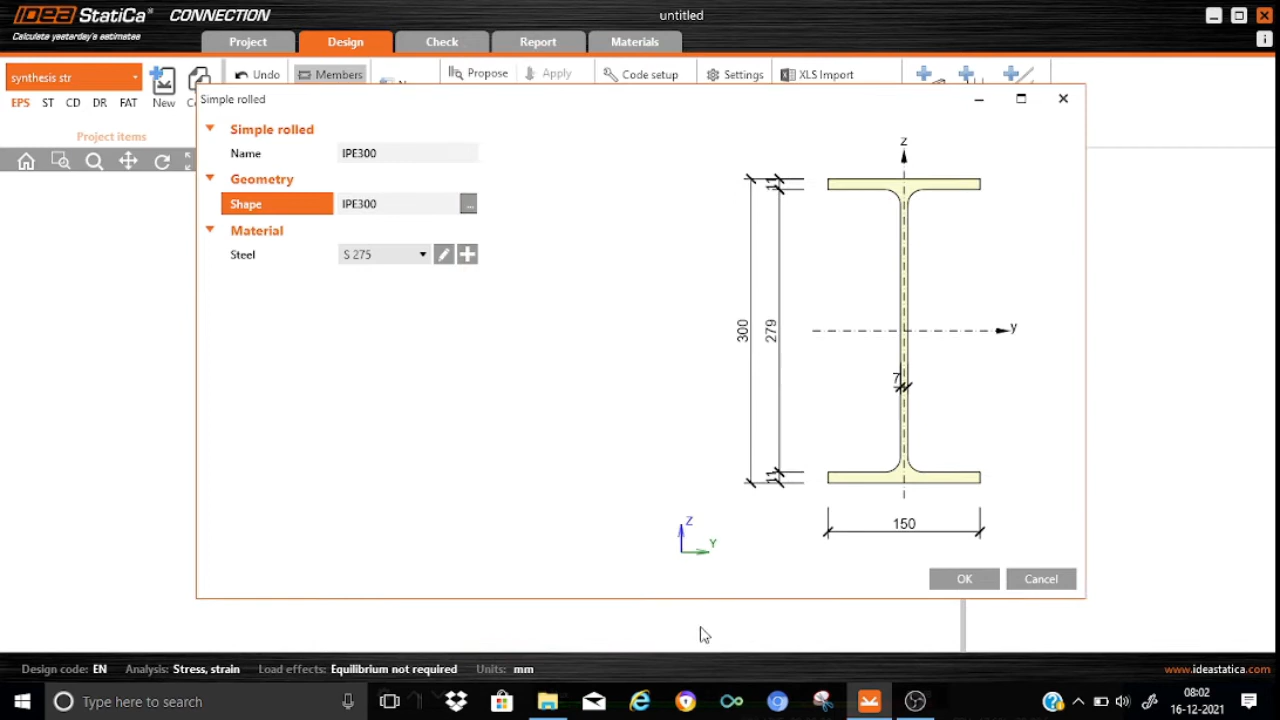 IDEA StatiCa® CONNECTION
untitled
Calculate yesterday's estimates
Project Design Check Report Materials
synthesis str
Undo Members Propose Apply Code setup Settings XLS Import
EPS ST CD DR FAT New
Project items
Simple rolled
Simple rolled
Name IPE300
Geometry
Shape IPE300 ...
Material
Steel S 275
z
11
300
279
y
7
11
150
Z
Y
OK Cancel
Design code: EN Analysis: Stress, strain Load effects: Equilibrium not required Units: mm
www.ideastatica.com
Type here to search
08:02
16-12-2021